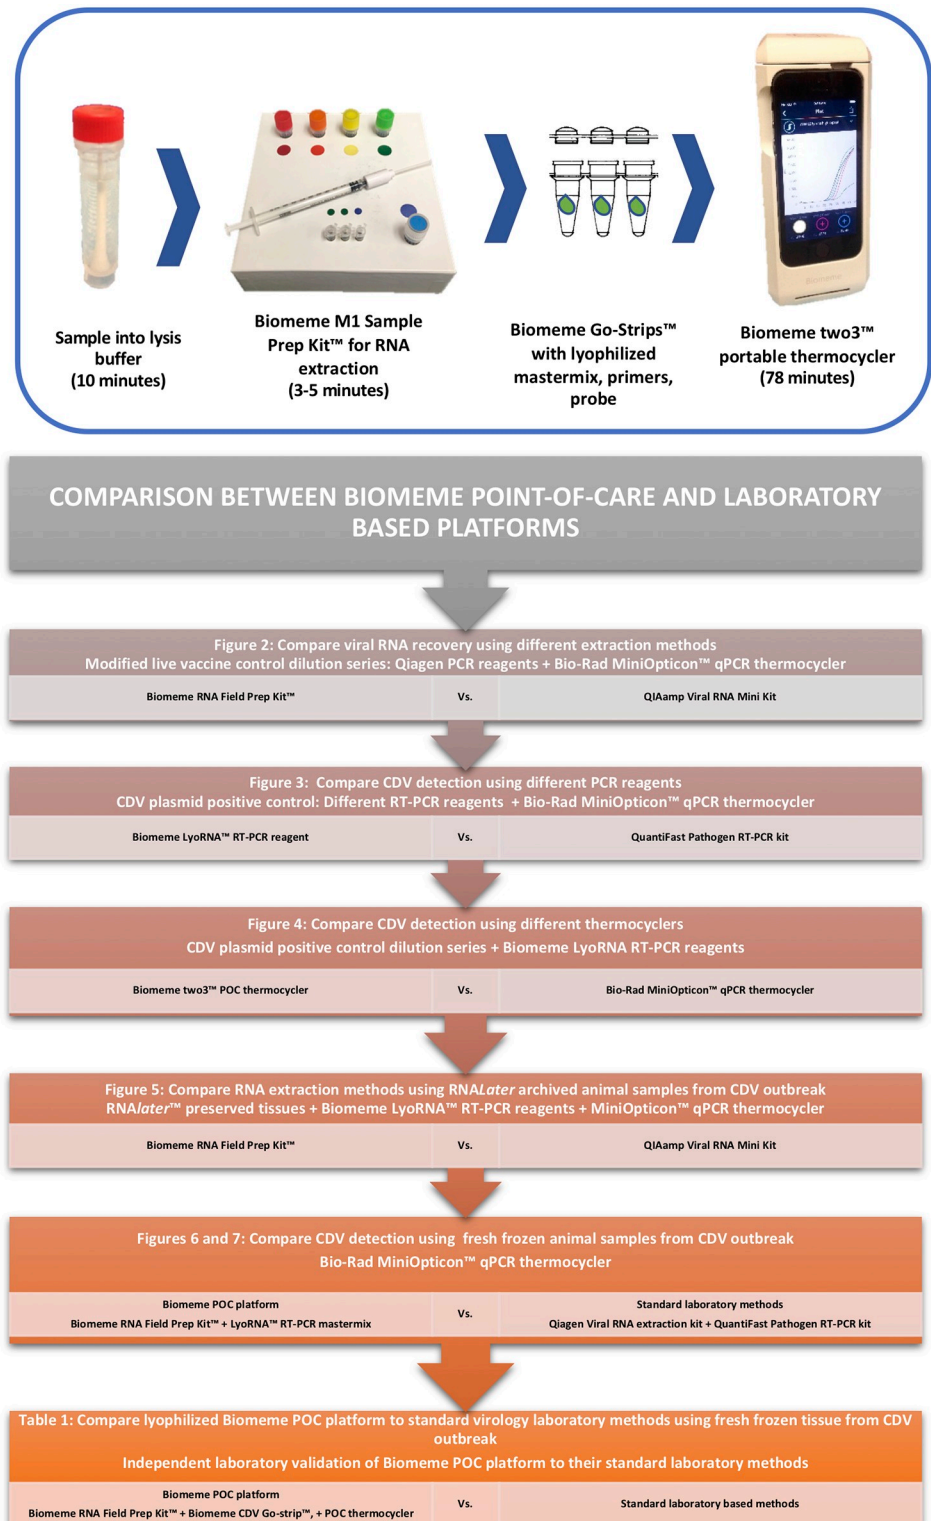 Sample into lysis
buffer
(10 minutes)
Biomeme M1 Sample
Prep Kit™ for RNA
extraction
(3-5 minutes)
Biomeme Go-Strips™
with lyophilized
mastermix, primers,
probe
Plot
Biomeme two3™
portable thermocycler
(78 minutes)
COMPARISON BETWEEN BIOMEME POINT-OF-CARE AND LABORATORY
BASED PLATFORMS
Figure 2: Compare viral RNA recovery using different extraction methods
Modified live vaccine control dilution series: Qiagen PCR reagents + Bio-Rad MiniOpticon™ qPCR thermocycler
Biomeme RNA Field Prep Kit™ Vs. QIAamp Viral RNA Mini Kit
Figure 3: Compare CDV detection using different PCR reagents
CDV plasmid positive control: Different RT-PCR reagents + Bio-Rad MiniOpticon™ qPCR thermocycler
Biomeme LyoRNA™ RT-PCR reagent Vs. QuantiFast Pathogen RT-PCR kit
Figure 4: Compare CDV detection using different thermocyclers
CDV plasmid positive control dilution series + Biomeme LyoRNA RT-PCR reagents
Biomeme two3™ POC thermocycler Vs. Bio-Rad MiniOpticon™ qPCR thermocycler
Figure 5: Compare RNA extraction methods using RNALater archived animal samples from CDV outbreak
RNAlater™ preserved tissues + Biomeme LyoRNA™ RT-PCR reagents + MiniOpticon™ qPCR thermocycler
Biomeme RNA Field Prep Kit™ Vs. QIAamp Viral RNA Mini Kit
Figures 6 and 7: Compare CDV detection using fresh frozen animal samples from CDV outbreak
Bio-Rad MiniOpticon™ qPCR thermocycler
Biomeme POC platform
Biomeme RNA Field Prep Kit™ + LyoRNA™ RT-PCR mastermix
Vs.
Standard laboratory methods
Qiagen Viral RNA extraction kit + QuantiFast Pathogen RT-PCR kit
Table 1: Compare lyophilized Biomeme POC platform to standard virology laboratory methods using fresh frozen tissue from CDV
outbreak
Independent laboratory validation of Biomeme POC platform to their standard laboratory methods
Biomeme POC platform
Biomeme RNA Field Prep Kit™ + Biomeme CDV Go-strip™, + POC thermocycler
Vs.
Standard laboratory based methods